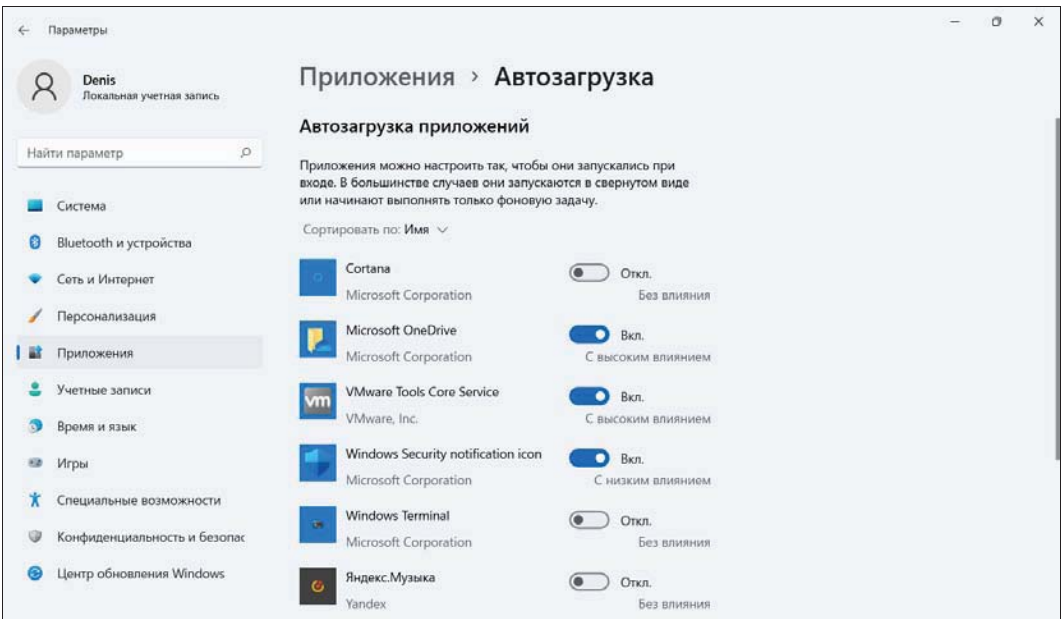 Параметры
Denis
Локальная учетная запись
Найти параметр
Система
Bluetooth и устройства
Сеть и Интернет
Персонализация
Приложения
Учетные записи
Время и язык
Игры
Специальные возможности
Конфиденциальность и безопас
Центр обновления Windows
Приложения > Автозагрузка
Автозагрузка приложений
Приложения можно настроить так, чтобы они запускались при
входе. В большинстве случаев они запускаются в свернутом виде
или начинают выполнять только фоновую задачу.
Сортировать по: Имя
Cortana
Откл.
Microsoft Corporation
Без влияния
Microsoft OneDrive
Вкл.
Microsoft Corporation
С высоким влиянием
vm
VMware Tools Core Service
Вкл.
VMware, Inc.
С высоким влиянием
Windows Security notification icon
Вкл.
Microsoft Corporation
С низким влиянием
Windows Terminal
Откл.
Microsoft Corporation
Без влияния
Яндекс.Музыка
Откл.
Yandex
Без влияния